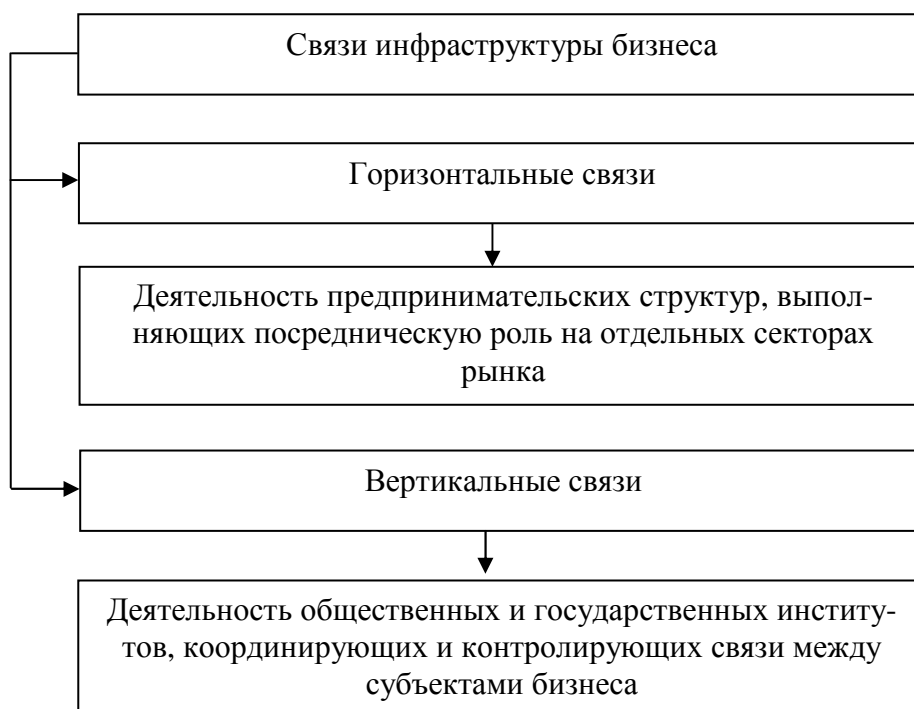 Связи инфраструктуры бизнеса
Горизонтальные связи
Деятельность предпринимательских структур, выпол-
няющих посредническую роль на отдельных секторах
рынка
Вертикальные связи
Деятельность общественных и государственных институ-
тов, координирующих и контролирующих связи между
субъектами бизнеса